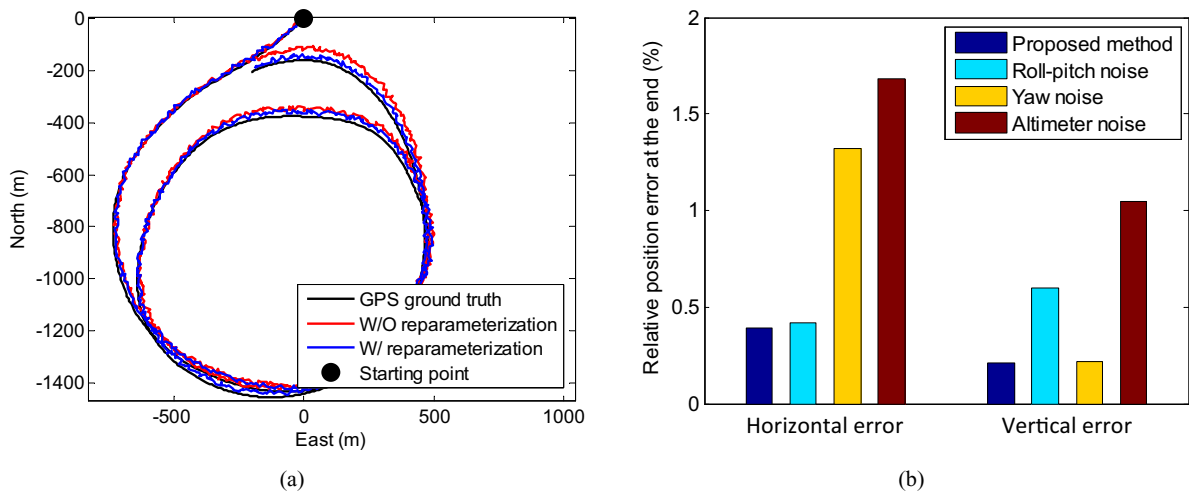 0
-200
-400
-600
-800
-1000
-1200
-1400
North (m)
-500
0
500
1000
East (m)
GPS ground truth
W/O reparameterization
W/ reparameterization
Starting point
(a)
2
1.5
1
0.5
0
Relative position error at the end (%)
Proposed method
Roll-pitch noise
Yaw noise
Altimeter noise
Horizontal error
Vertical error
(b)